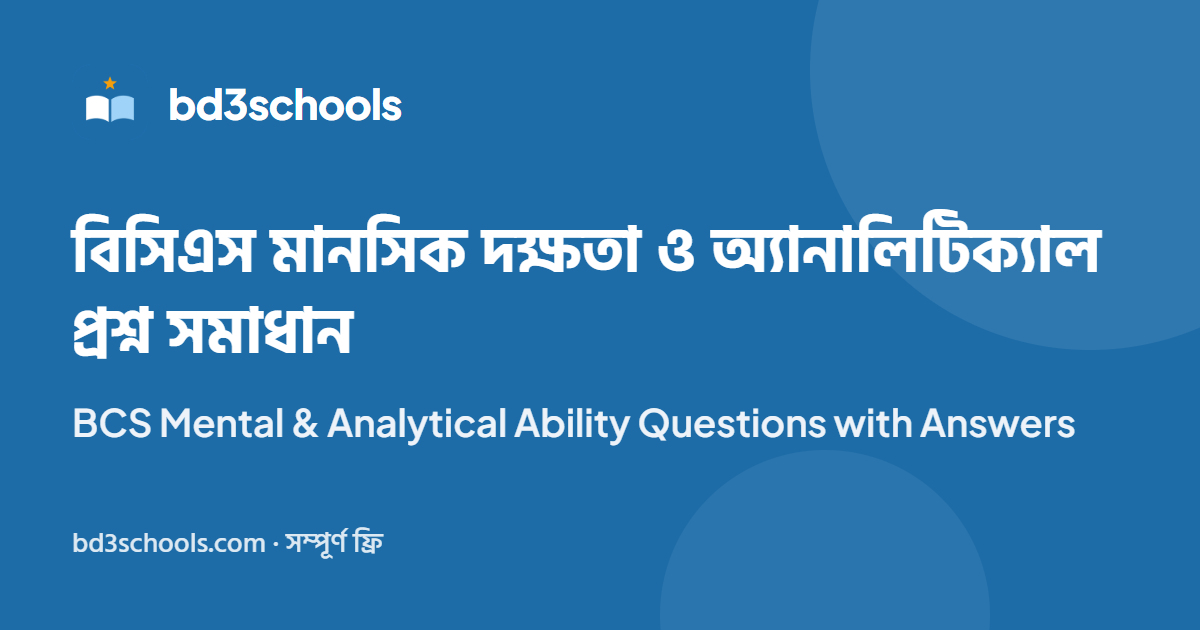 bd3schools
বিসিএস মানসিক দক্ষতা ও অ্যানালিটিক্যাল
প্রশ্ন সমাধান
BCS Mental & Analytical Ability Questions with Answers
bd3schools.com · সম্পূর্ণ ফ্রি